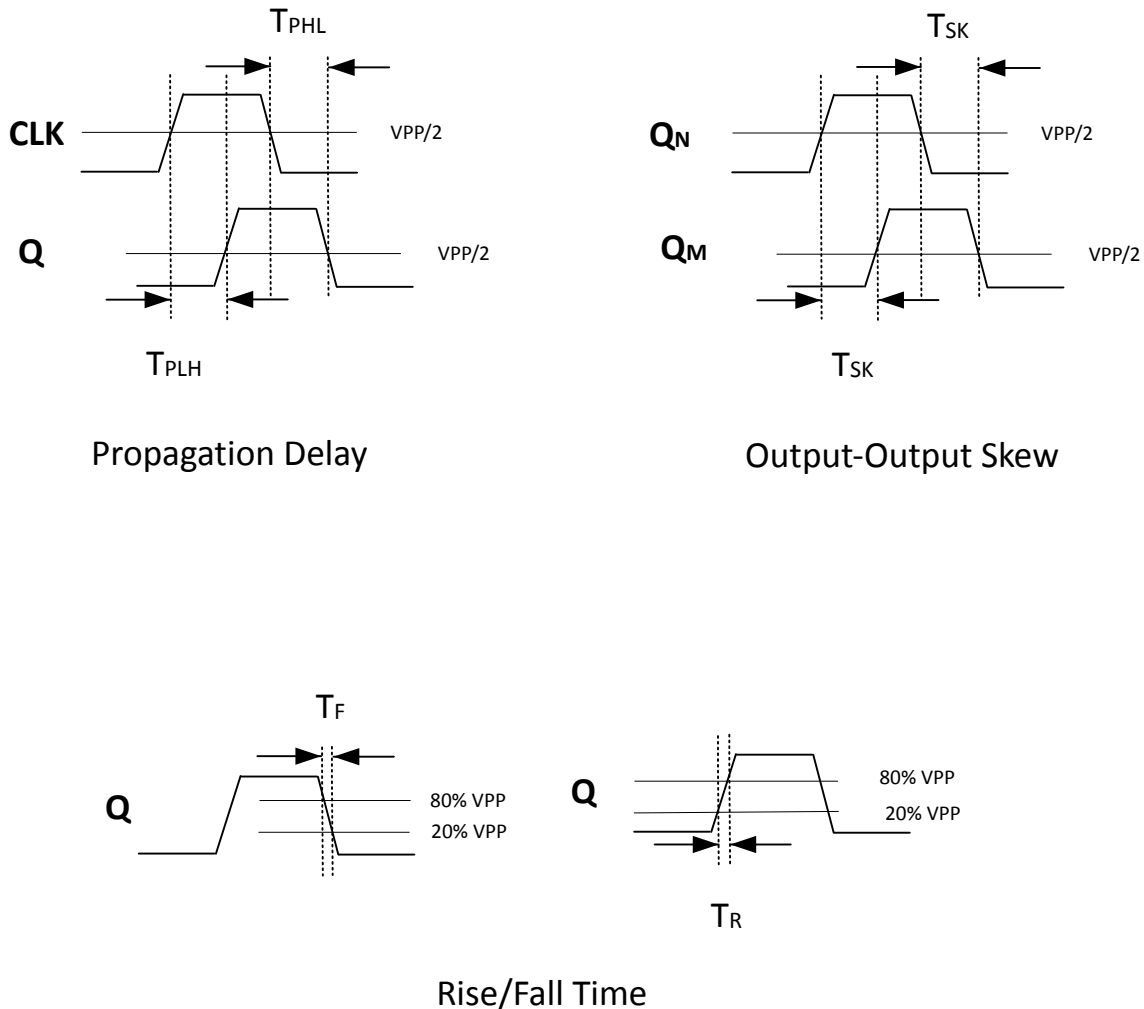 TPHL
CLK
VPP/2
Q
VPP/2
TPLH
Propagation Delay
TSK
QN
VPP/2
QM
VPP/2
TSK
Output-Output Skew
TF
Q
80% VPP
20% VPP
Q
80% VPP
20% VPP
TR
Rise/Fall Time